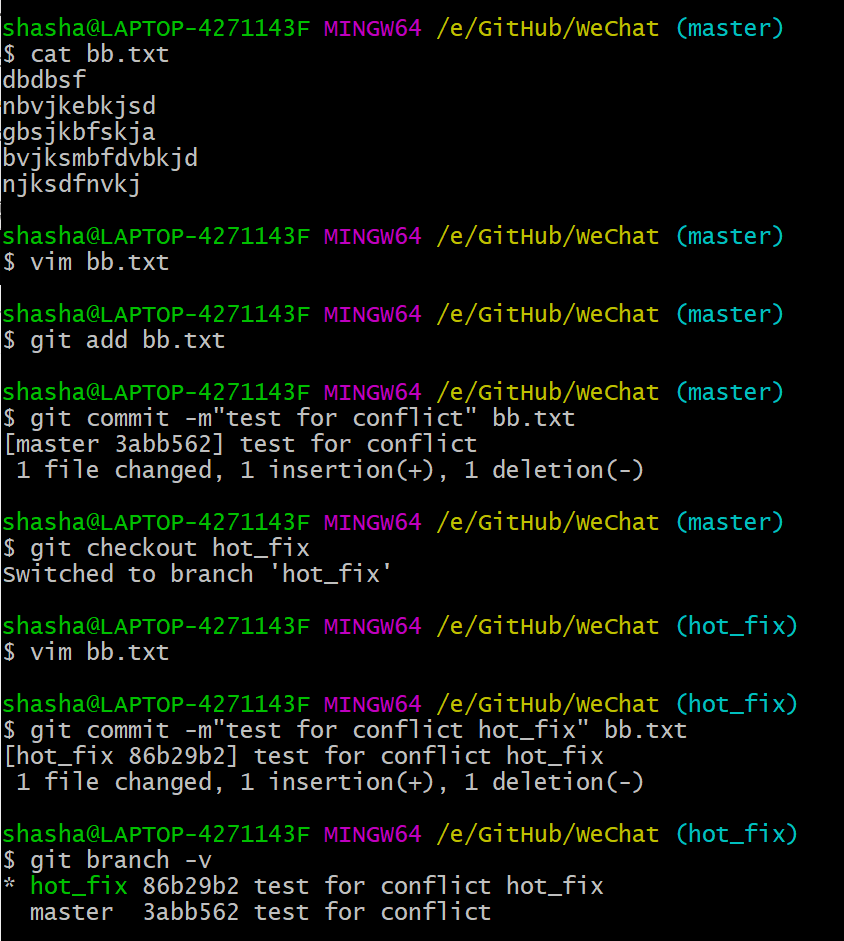 shasha@LAPTOP-4271143F MINGW64 /e/GitHub/WeChat (master)
$ cat bb.txt
dbdbsf
nbvjkebkjsd
gbsjkbfskja
bvjksmbfdvbkjd
njksdfnvkj
shasha@LAPTOP-4271143F MINGW64 /e/GitHub/WeChat (master)
$ vim bb.txt
shasha@LAPTOP-4271143F MINGW64 /e/GitHub/WeChat (master)
$ git add bb.txt
shasha@LAPTOP-4271143F MINGW64 /e/GitHub/WeChat (master)
$ git commit -m"test for conflict" bb.txt
[master 3abb562] test for conflict
 1 file changed, 1 insertion(+), 1 deletion(-)
shasha@LAPTOP-4271143F MINGW64 /e/GitHub/WeChat (master)
$ git checkout hot_fix
Switched to branch 'hot_fix'
shasha@LAPTOP-4271143F MINGW64 /e/GitHub/WeChat (hot_fix)
$ vim bb.txt
shasha@LAPTOP-4271143F MINGW64 /e/GitHub/WeChat (hot_fix)
$ git commit -m"test for conflict hot_fix" bb.txt
[hot_fix 86b29b2] test for conflict hot_fix
 1 file changed, 1 insertion(+), 1 deletion(-)
shasha@LAPTOP-4271143F MINGW64 /e/GitHub/WeChat (hot_fix)
$ git branch -v
* hot_fix 86b29b2 test for conflict hot_fix
  master  3abb562 test for conflict